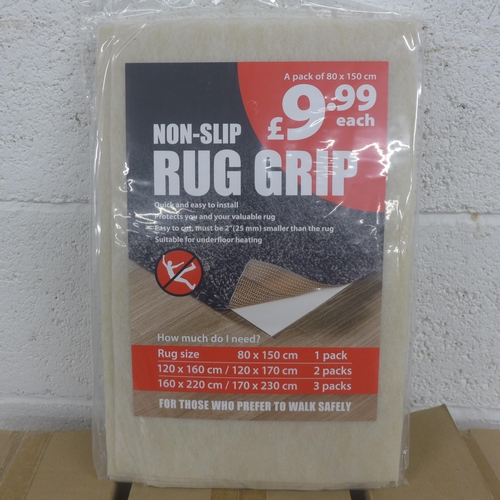 A pack of 80 x 150 cm
£9.99
each
NON-SLIP
RUG GRIP
Quick and easy to install
Protects you and your valuable rug
Easy to cut, must be 2"(25 mm) smaller than the rug
Suitable for underfloor heating
How much do I need?
Rug size 80 x 150 cm 1 pack
120 x 160 cm / 120 x 170 cm 2 packs
160 x 220 cm / 170 x 230 cm 3 packs
FOR THOSE WHO PREFER TO WALK SAFELY